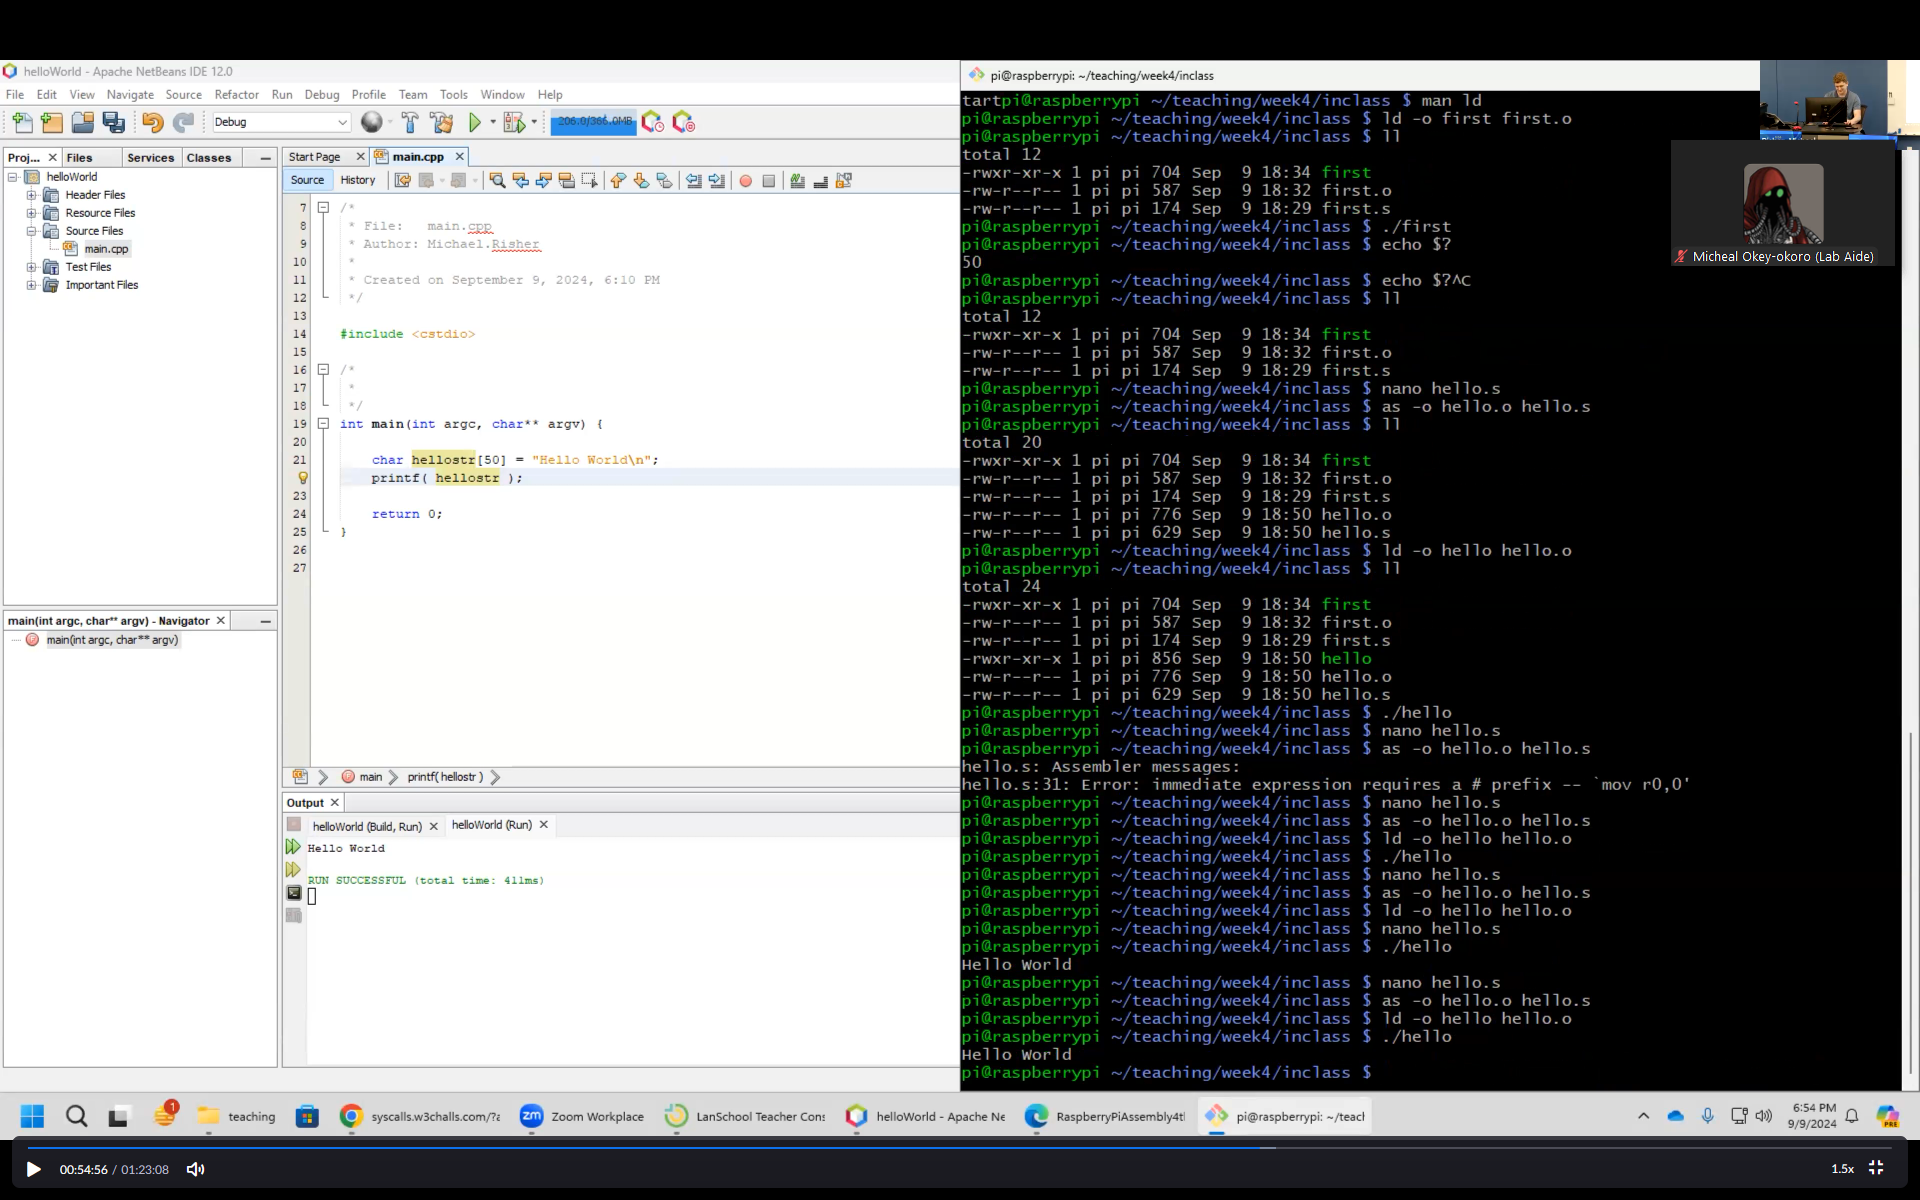 helloWorld - Apache NetBeans IDE 12.0
File Edit View Navigate Source Refactor Run Debug Profile Team Tools Window Help
Debug
206.0/366.0MB
Proj... Files Services Classes
helloWorld
Header Files
Resource Files
Source Files
main.cpp
Test Files
Important Files
main(int argc, char** argv) - Navigator
main(int argc, char** argv)
Start Page main.cpp
Source History
7 /*
8 * File: main.cpp
9 * Author: Michael.Risher
10 *
11 * Created on September 9, 2024, 6:10 PM
12 */
13
14 #include <cstdio>
15
16 /*
17 *
18 */
19 int main(int argc, char** argv) {
20
21 char hellostr[50] = "Hello World\n";
printf( hellostr );
23
24 return 0;
25 }
26
27
main printf( hellostr )
Output
helloWorld (Build, Run) helloWorld (Run)
Hello World
RUN SUCCESSFUL (total time: 411ms)
pi@raspberrypi: ~/teaching/week4/inclass
tartpi@raspberrypi ~/teaching/week4/inclass $ man ld
pi@raspberrypi ~/teaching/week4/inclass $ ld -o first first.o
pi@raspberrypi ~/teaching/week4/inclass $ ll
total 12
-rwxr-xr-x 1 pi pi 704 Sep  9 18:34 first
-rw-r--r-- 1 pi pi 587 Sep  9 18:32 first.o
-rw-r--r-- 1 pi pi 174 Sep  9 18:29 first.s
pi@raspberrypi ~/teaching/week4/inclass $ ./first
pi@raspberrypi ~/teaching/week4/inclass $ echo $?
50
pi@raspberrypi ~/teaching/week4/inclass $ echo $?^C
pi@raspberrypi ~/teaching/week4/inclass $ ll
total 12
-rwxr-xr-x 1 pi pi 704 Sep  9 18:34 first
-rw-r--r-- 1 pi pi 587 Sep  9 18:32 first.o
-rw-r--r-- 1 pi pi 174 Sep  9 18:29 first.s
pi@raspberrypi ~/teaching/week4/inclass $ nano hello.s
pi@raspberrypi ~/teaching/week4/inclass $ as -o hello.o hello.s
pi@raspberrypi ~/teaching/week4/inclass $ ll
total 20
-rwxr-xr-x 1 pi pi 704 Sep  9 18:34 first
-rw-r--r-- 1 pi pi 587 Sep  9 18:32 first.o
-rw-r--r-- 1 pi pi 174 Sep  9 18:29 first.s
-rw-r--r-- 1 pi pi 776 Sep  9 18:50 hello.o
-rw-r--r-- 1 pi pi 629 Sep  9 18:50 hello.s
pi@raspberrypi ~/teaching/week4/inclass $ ld -o hello hello.o
pi@raspberrypi ~/teaching/week4/inclass $ ll
total 24
-rwxr-xr-x 1 pi pi 704 Sep  9 18:34 first
-rw-r--r-- 1 pi pi 587 Sep  9 18:32 first.o
-rw-r--r-- 1 pi pi 174 Sep  9 18:29 first.s
-rwxr-xr-x 1 pi pi 856 Sep  9 18:50 hello
-rw-r--r-- 1 pi pi 776 Sep  9 18:50 hello.o
-rw-r--r-- 1 pi pi 629 Sep  9 18:50 hello.s
pi@raspberrypi ~/teaching/week4/inclass $ ./hello
pi@raspberrypi ~/teaching/week4/inclass $ nano hello.s
pi@raspberrypi ~/teaching/week4/inclass $ as -o hello.o hello.s
hello.s: Assembler messages:
hello.s:31: Error: immediate expression requires a # prefix -- `mov r0,0'
pi@raspberrypi ~/teaching/week4/inclass $ nano hello.s
pi@raspberrypi ~/teaching/week4/inclass $ as -o hello.o hello.s
pi@raspberrypi ~/teaching/week4/inclass $ ld -o hello hello.o
pi@raspberrypi ~/teaching/week4/inclass $ ./hello
pi@raspberrypi ~/teaching/week4/inclass $ nano hello.s
pi@raspberrypi ~/teaching/week4/inclass $ as -o hello.o hello.s
pi@raspberrypi ~/teaching/week4/inclass $ ld -o hello hello.o
pi@raspberrypi ~/teaching/week4/inclass $ nano hello.s
pi@raspberrypi ~/teaching/week4/inclass $ ./hello
Hello World
pi@raspberrypi ~/teaching/week4/inclass $ nano hello.s
pi@raspberrypi ~/teaching/week4/inclass $ as -o hello.o hello.s
pi@raspberrypi ~/teaching/week4/inclass $ ld -o hello hello.o
pi@raspberrypi ~/teaching/week4/inclass $ ./hello
Hello World
pi@raspberrypi ~/teaching/week4/inclass $
Micheal Okey-okoro (Lab Aide)
1 teaching syscalls.w3challs.com/?a Zoom Workplace LanSchool Teacher Cons helloWorld - Apache Ne RaspberryPiAssembly4tl pi@raspberrypi: ~/teach
6:54 PM
9/9/2024
PRE
00:54:56 / 01:23:08 1.5x